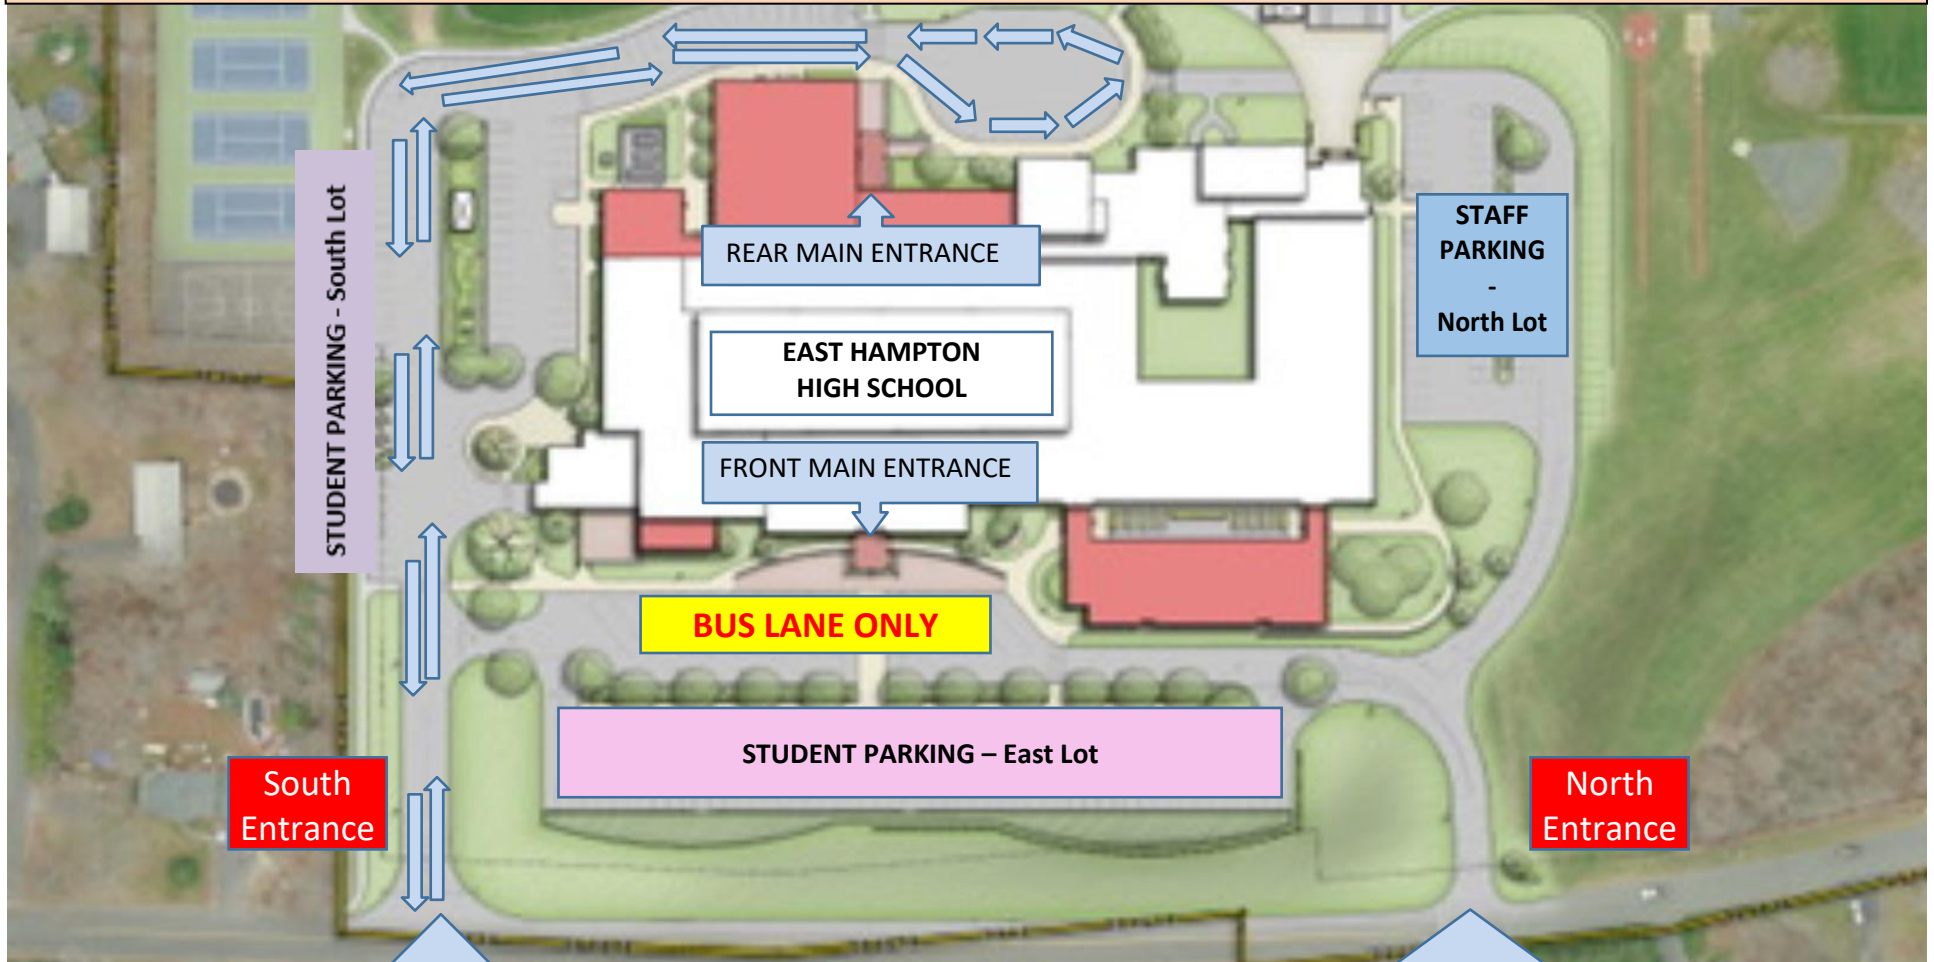 REAR MAIN ENTRANCE
STAFF
PARKING
-
North Lot
STUDENT PARKING - South Lot
EAST HAMPTON
HIGH SCHOOL
FRONT MAIN ENTRANCE
BUS LANE ONLY
STUDENT PARKING – East Lot
South
Entrance
North
Entrance